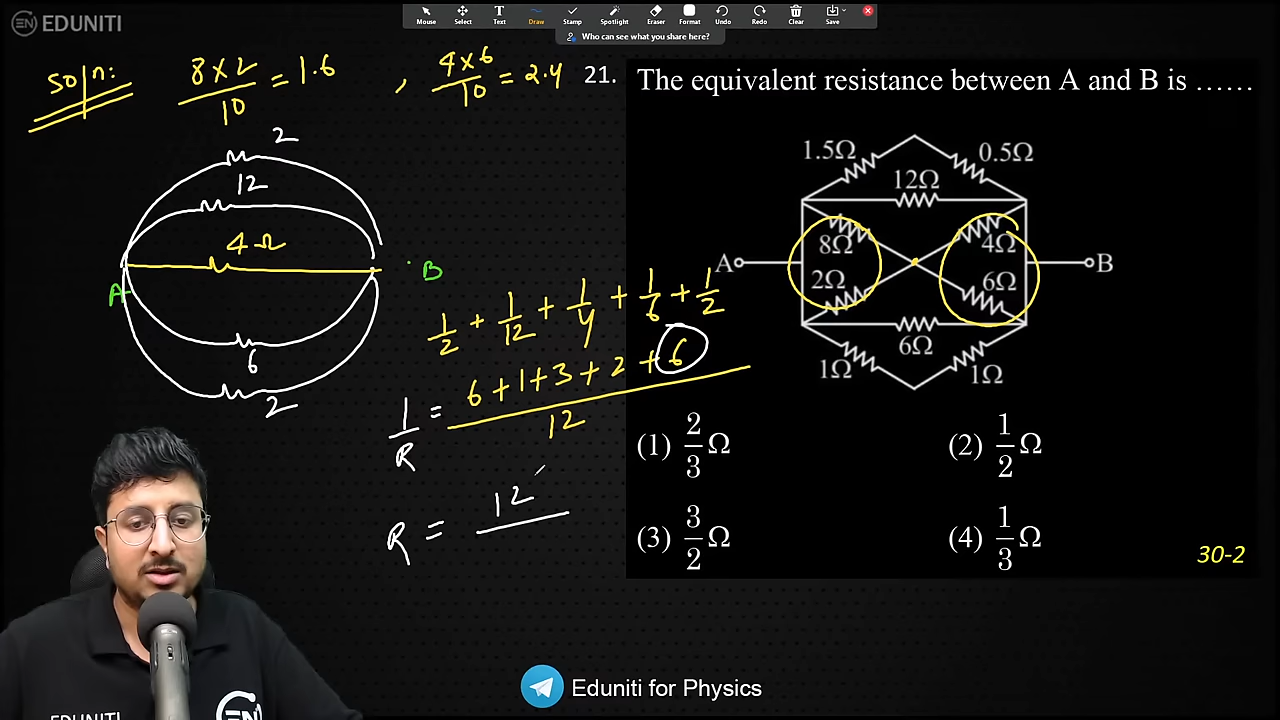 EDUNITI
Mouse Select Text Draw Stamp Spotlight Eraser Format Undo Redo Clear Save
Who can see what you share here?
soln:
8×2/10 = 1.6 , 4×6/10 = 2.4
21. The equivalent resistance between A and B is ......
2
12
4Ω
6
2
A
B
1.5Ω
0.5Ω
12Ω
8Ω
4Ω
A
B
2Ω
6Ω
6Ω
1Ω
1Ω
1/2 + 1/12 + 1/4 + 1/6 + 1/2
1/R = 6+1+3+2+6/12
R = 12
(1) 2/3 Ω
(2) 1/2 Ω
(3) 3/2 Ω
(4) 1/3 Ω
30-2
Eduniti for Physics
EDUNITI
EN